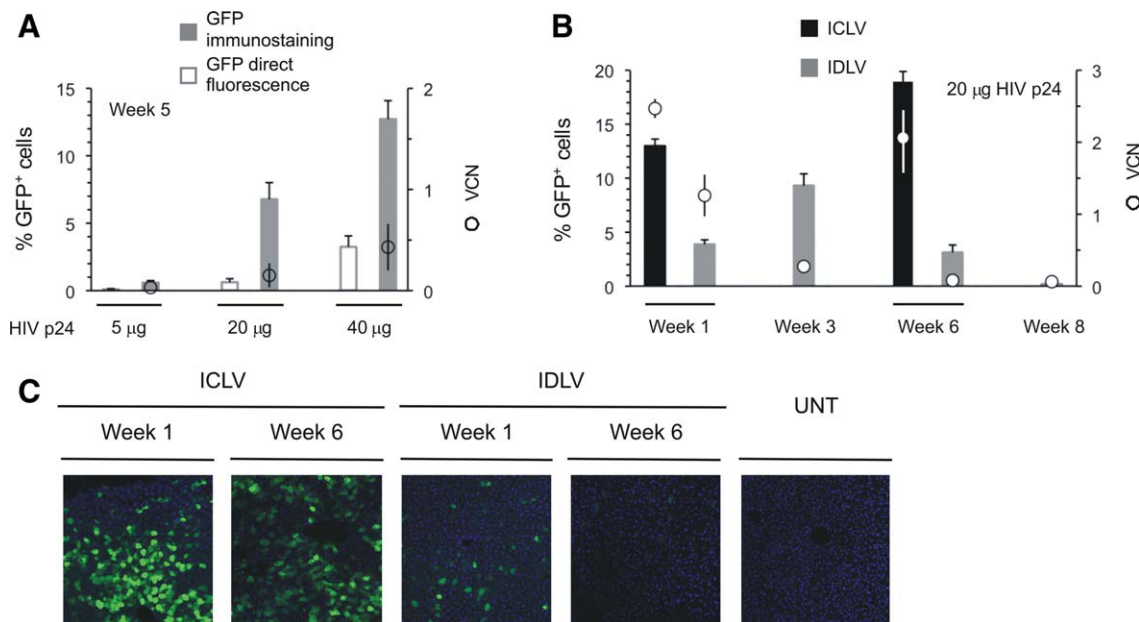 A
GFP immunostaining
GFP direct fluorescence
Week 5
15
10
5
0
% GFP+ cells
2
1
0
VCN
HIV p24
5 µg
20 µg
40 µg
B
ICLV
IDLV
20 µg HIV p24
20
15
10
5
0
% GFP+ cells
3
2
1
0
VCN
Week 1
Week 3
Week 6
Week 8
C
ICLV
IDLV
UNT
Week 1
Week 6
Week 1
Week 6